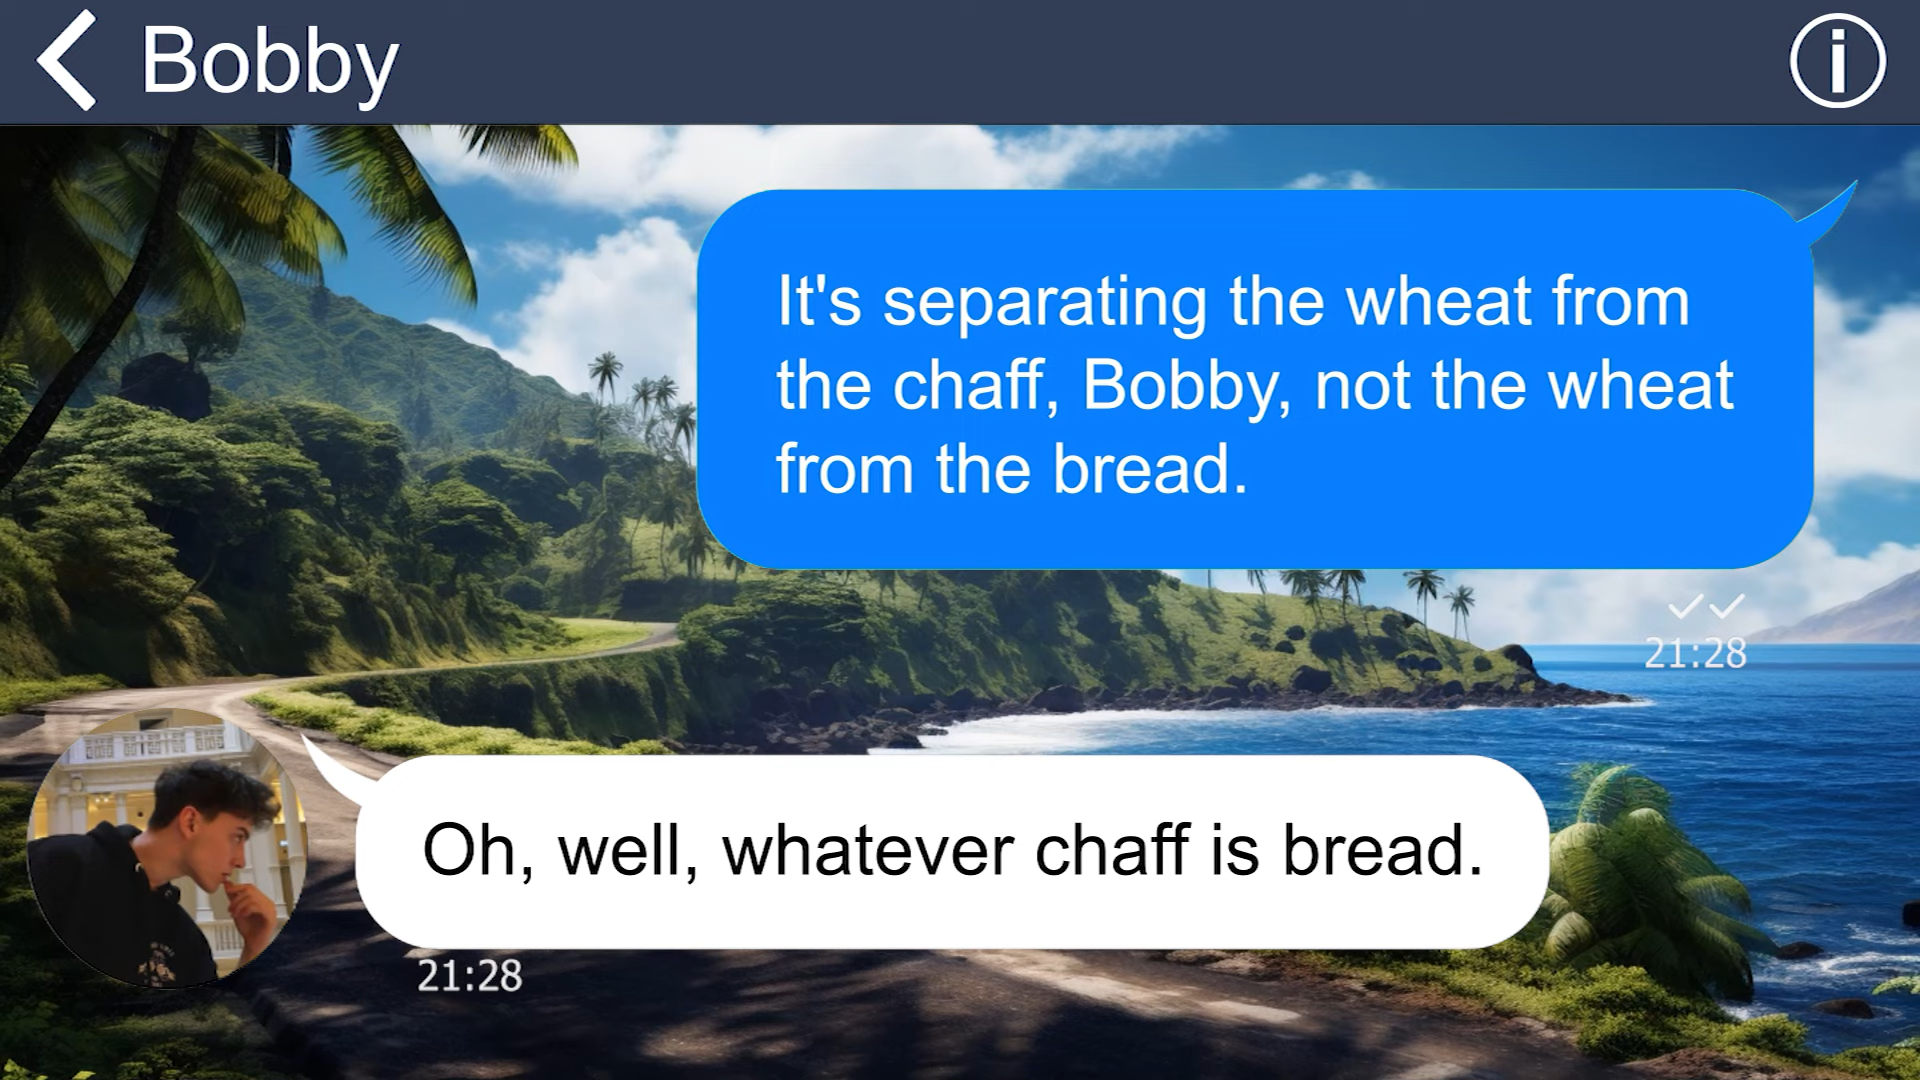 Bobby
It's separating the wheat from
the chaff, Bobby, not the wheat
from the bread.
21:28
Oh, well, whatever chaff is bread.
21:28